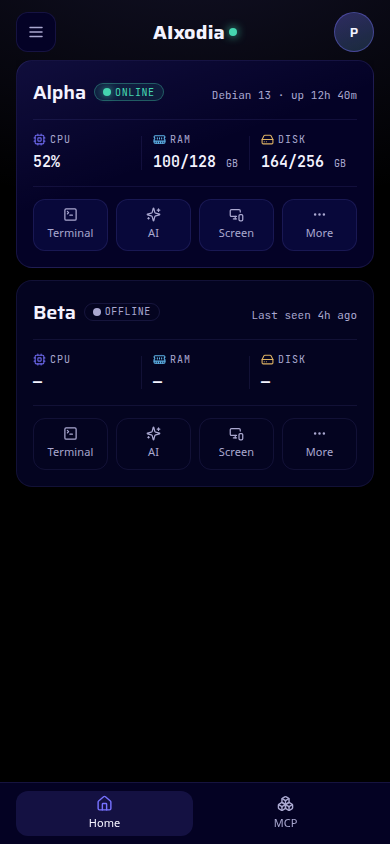 AIxodia
P
Alpha
ONLINE
Debian 13 · up 12h 40m
CPU
RAM
DISK
52%
100/128 GB
164/256 GB
Terminal
AI
Screen
More
Beta
OFFLINE
Last seen 4h ago
CPU
RAM
DISK
—
—
—
Terminal
AI
Screen
More
Home
MCP